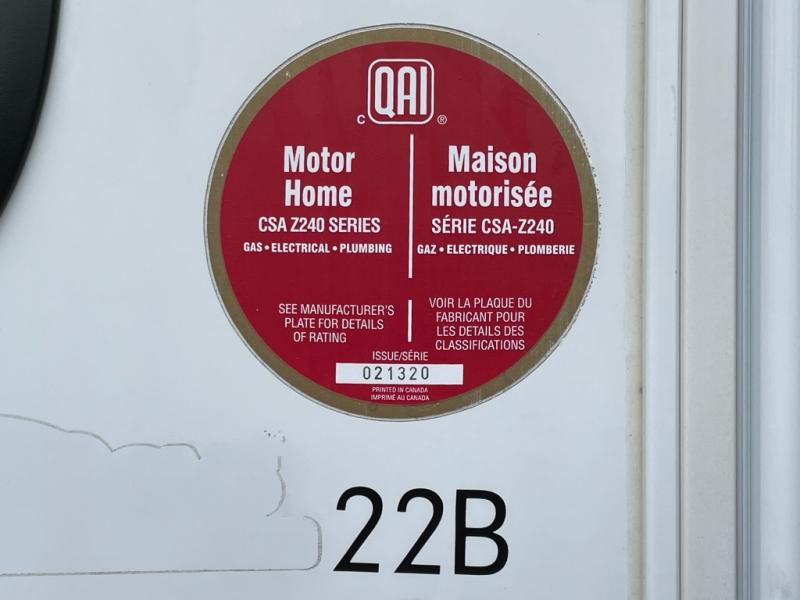 QAI
C ®
Motor
Home
CSA Z240 SERIES
GAS • ELECTRICAL • PLUMBING
Maison
motorisée
SÉRIE CSA-Z240
GAZ • ELECTRIQUE • PLOMBERIE
SEE MANUFACTURER'S
PLATE FOR DETAILS
OF RATING
VOIR LA PLAQUE DU
FABRICANT POUR
LES DETAILS DES
CLASSIFICATIONS
ISSUE/SÉRIE
021320
PRINTED IN CANADA
IMPRIMÉ AU CANADA
22B